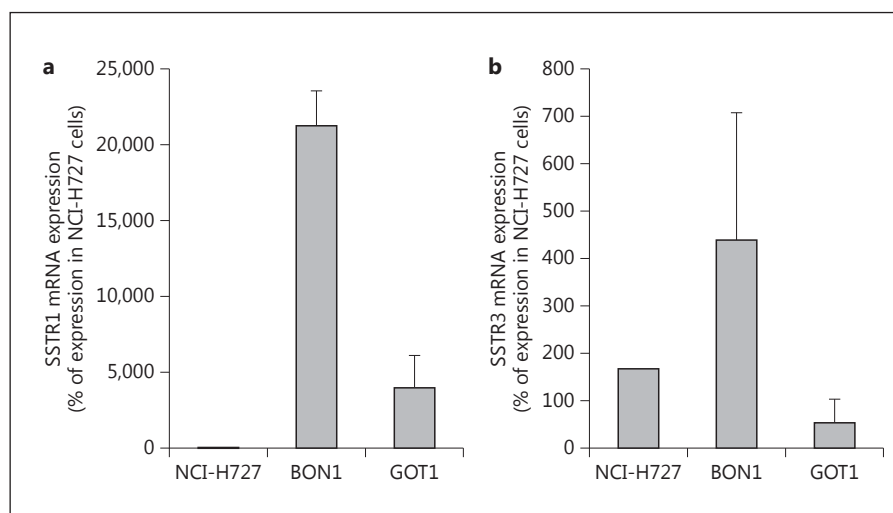 a
SSTR1 mRNA expression
(% of expression in NCI-H727 cells)
25,000
20,000
15,000
10,000
5,000
0
NCI-H727 BON1 GOT1
b
SSTR3 mRNA expression
(% of expression in NCI-H727 cells)
800
700
600
500
400
300
200
100
0
NCI-H727 BON1 GOT1